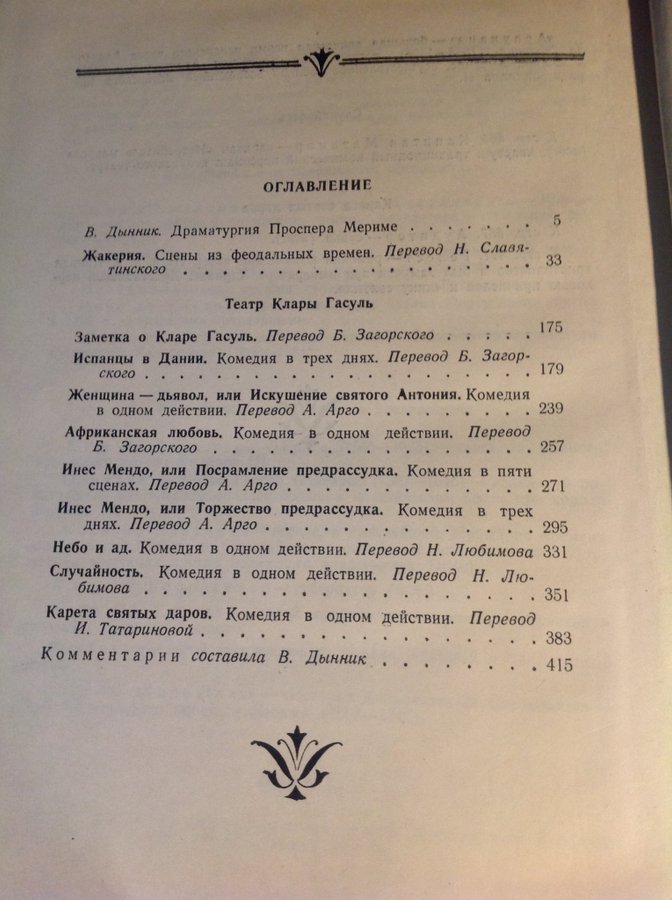 ОГЛАВЛЕНИЕ
В. Дынник. Драматургия Проспера Мериме . . . . . . . 5
Жакерия. Сцены из феодальных времен. Перевод Н. Славя-
тинского . . . . . . . . . . . . . . . . 33
Театр Клары Гасуль
Заметка о Кларе Гасуль. Перевод Б. Загорского . . . . . 175
Испанцы в Дании. Комедия в трех днях. Перевод Б. Загор-
ского . . . . . . . . . . . . . . . . . . 179
Женщина — дьявол, или Искушение святого Антония. Комедия
в одном действии. Перевод А. Арго . . . . . . . . 239
Африканская любовь. Комедия в одном действии. Перевод
Б. Загорского . . . . . . . . . . . . . . . 257
Инес Мендо, или Посрамление предрассудка. Комедия в пяти
сценах. Перевод А. Арго . . . . . . . . . . . . 271
Инес Мендо, или Торжество предрассудка. Комедия в трех
днях. Перевод А. Арго . . . . . . . . . . . . . 295
Небо и ад. Комедия в одном действии. Перевод Н. Любимова 331
Случайность. Комедия в одном действии. Перевод Н. Лю-
бимова . . . . . . . . . . . . . . . . . . 351
Карета святых даров. Комедия в одном действии. Перевод
И. Татариновой . . . . . . . . . . . . . . . 383
Комментарии составила В. Дынник . . . . . . . . 415